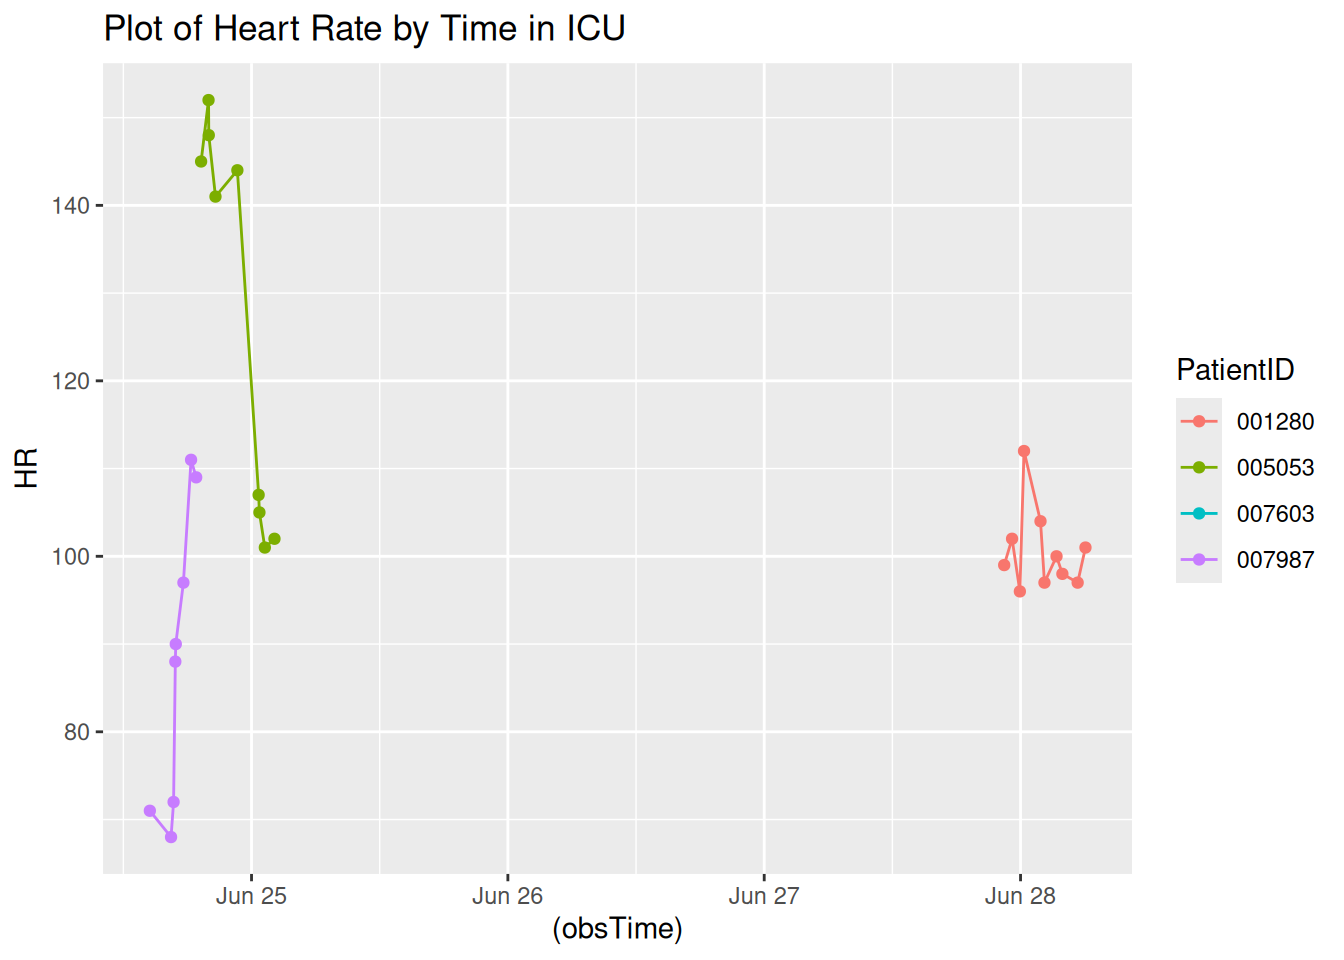 Plot of Heart Rate by Time in ICU
HR
140
120
100
80
Jun 25
Jun 26
Jun 27
Jun 28
(obsTime)
PatientID
001280
005053
007603
007987